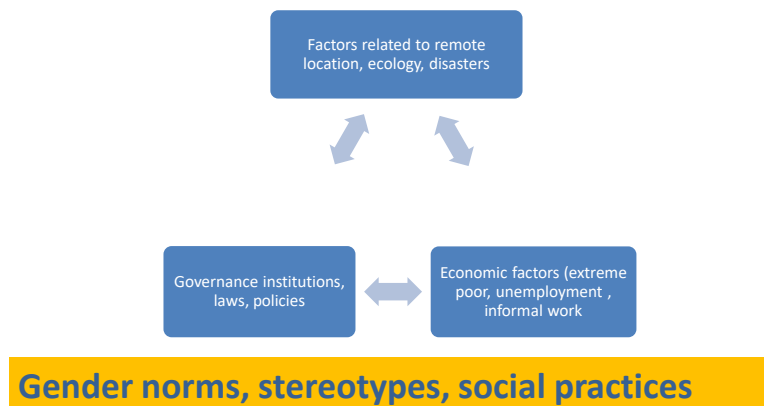 Factors related to remote
location, ecology, disasters
Governance institutions,
laws, policies
Economic factors (extreme
poor, unemployment ,
informal work
Gender norms, stereotypes, social practices